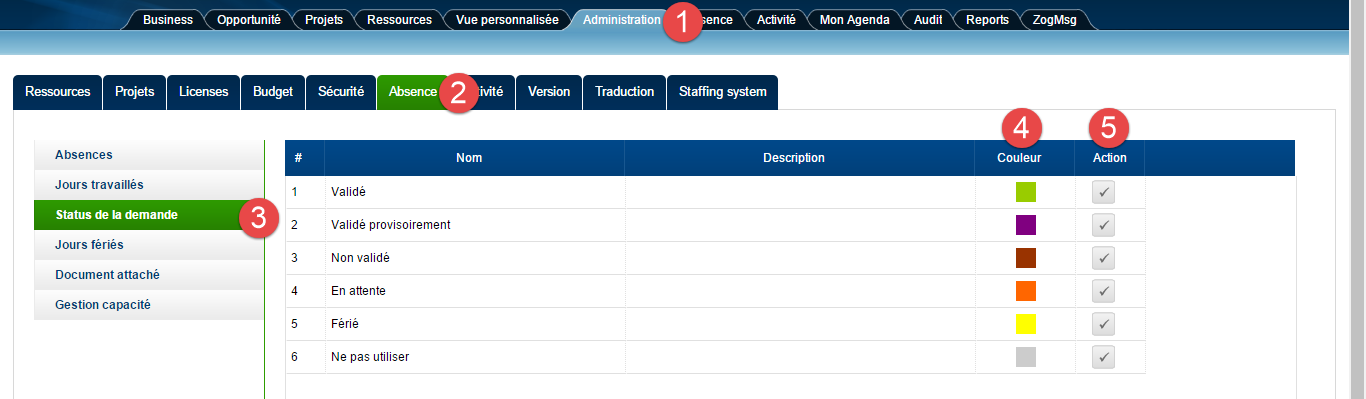 Business Opportunité Projets Ressources Vue personnalisée Administration 1 sence Activité Mon Agenda Audit Reports ZogMsg
Ressources Projets Licenses Budget Sécurité Absence 2 tivité Version Traduction Staffing system
4 5
# Nom Description Couleur Action
Absences
Jours travaillés
Status de la demande 3
Jours fériés
Document attaché
Gestion capacité
1 Validé
2 Validé provisoirement
3 Non validé
4 En attente
5 Férié
6 Ne pas utiliser